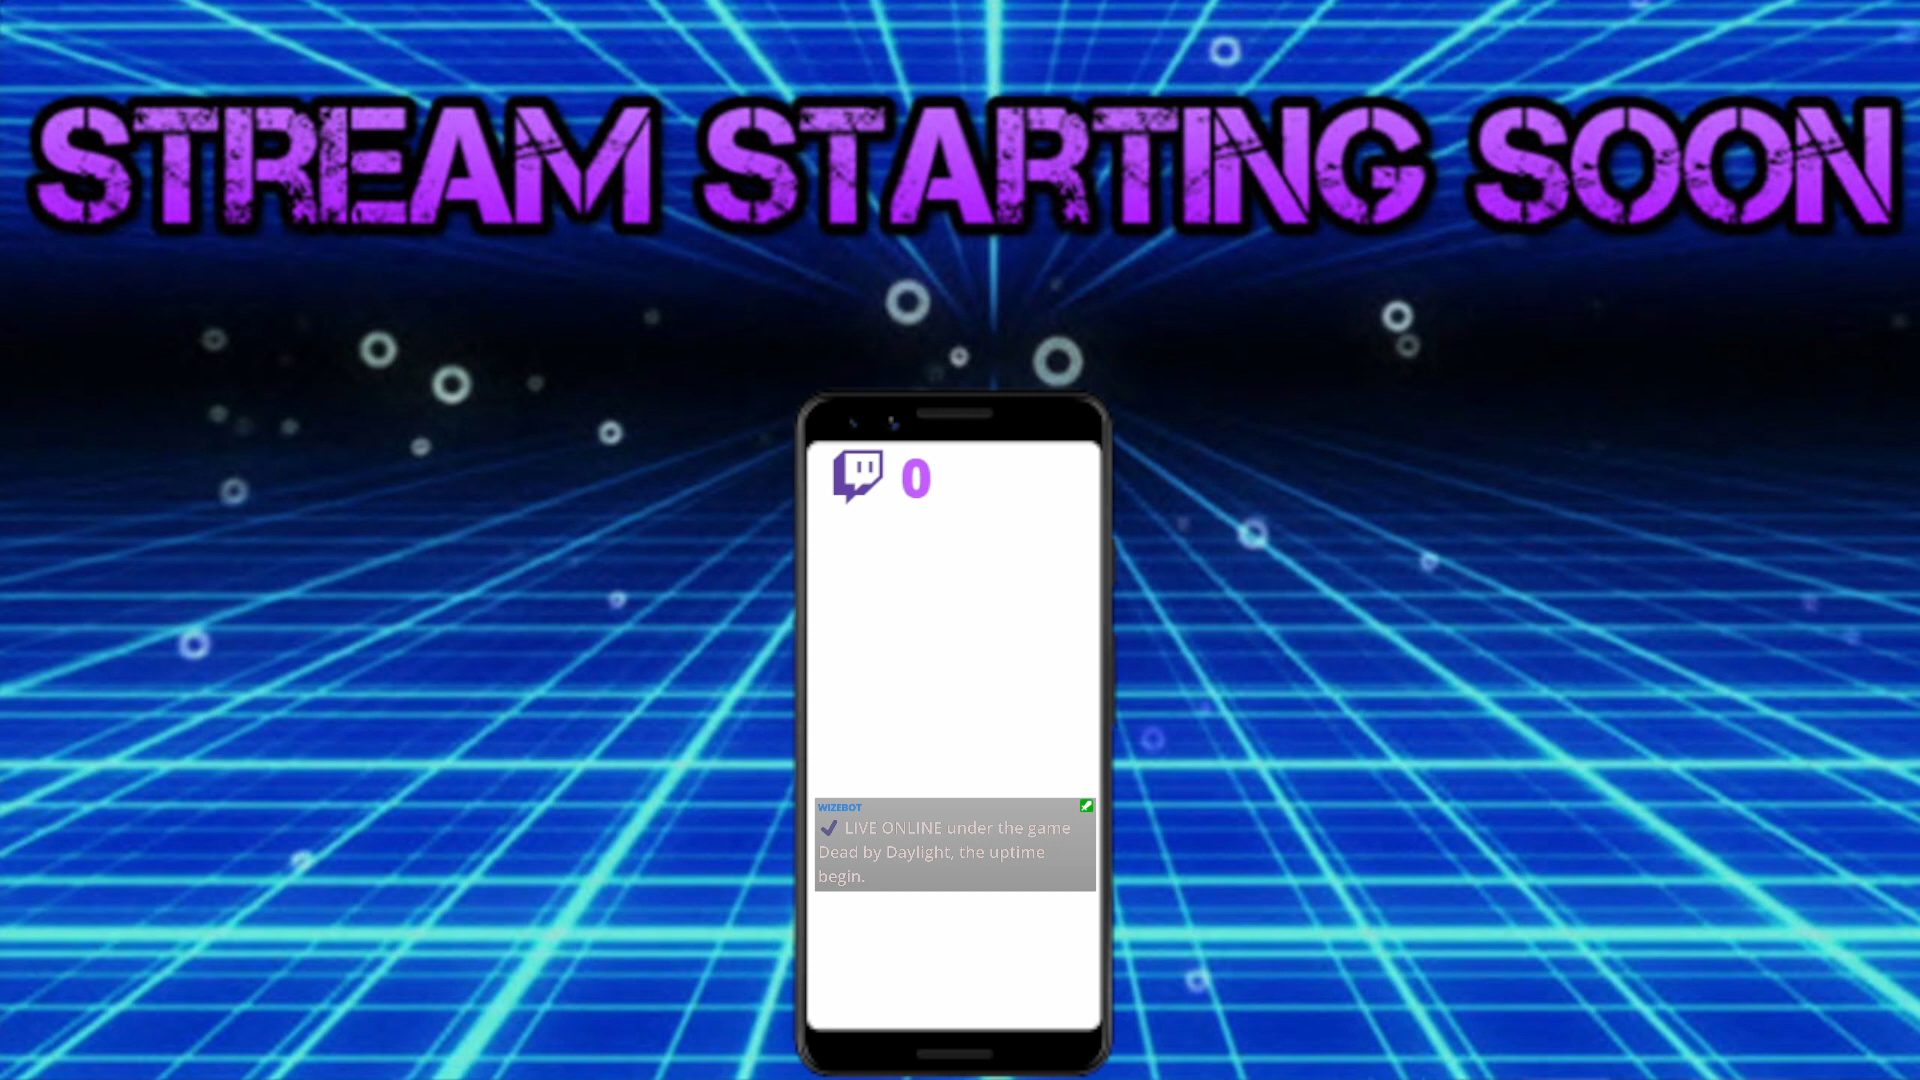 STREAM STARTING SOON
0
WIZEBOT
LIVE ONLINE under the game
Dead by Daylight, the uptime
begin.